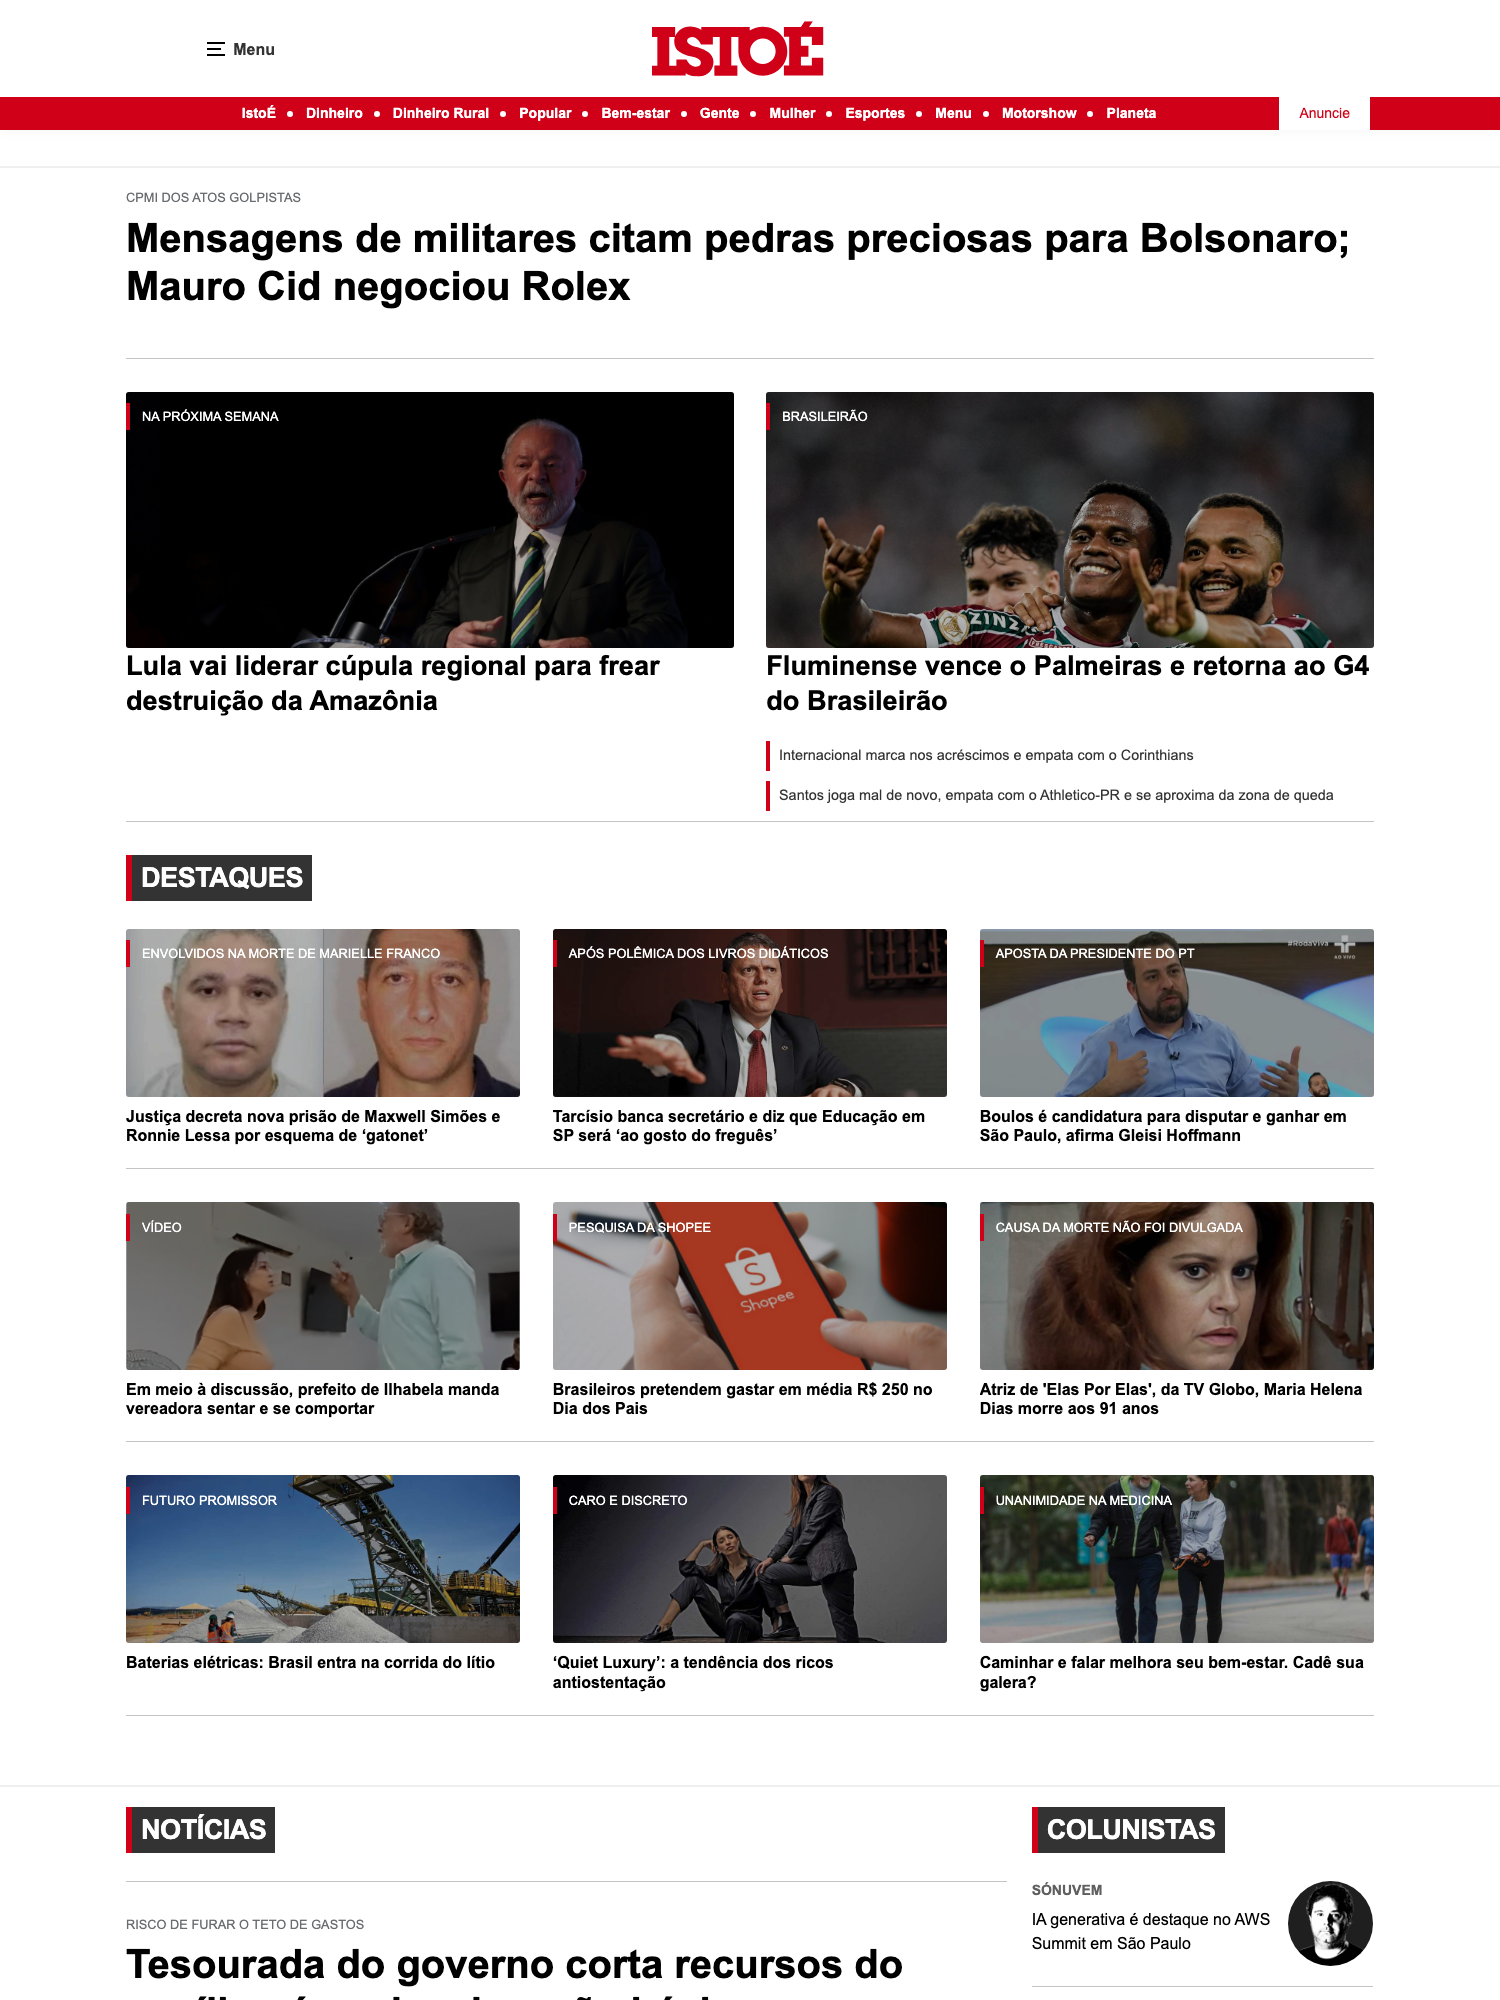 Menu
ISTOÉ
IstoÉ • Dinheiro • Dinheiro Rural • Popular • Bem-estar • Gente • Mulher • Esportes • Menu • Motorshow • Planeta
Anuncie
CPMI DOS ATOS GOLPISTAS
Mensagens de militares citam pedras preciosas para Bolsonaro;
Mauro Cid negociou Rolex
NA PRÓXIMA SEMANA
Lula vai liderar cúpula regional para frear
destruição da Amazônia
BRASILEIRÃO
Fluminense vence o Palmeiras e retorna ao G4
do Brasileirão
Internacional marca nos acréscimos e empata com o Corinthians
Santos joga mal de novo, empata com o Athletico-PR e se aproxima da zona de queda
DESTAQUES
ENVOLVIDOS NA MORTE DE MARIELLE FRANCO
Justiça decreta nova prisão de Maxwell Simões e
Ronnie Lessa por esquema de ‘gatonet’
APÓS POLÊMICA DOS LIVROS DIDÁTICOS
Tarcísio banca secretário e diz que Educação em
SP será ‘ao gosto do freguês’
APOSTA DA PRESIDENTE DO PT
#RodaViva
AO VIVO
Boulos é candidatura para disputar e ganhar em
São Paulo, afirma Gleisi Hoffmann
VÍDEO
Em meio à discussão, prefeito de Ilhabela manda
vereadora sentar e se comportar
PESQUISA DA SHOPEE
Shopee
Brasileiros pretendem gastar em média R$ 250 no
Dia dos Pais
CAUSA DA MORTE NÃO FOI DIVULGADA
Atriz de 'Elas Por Elas', da TV Globo, Maria Helena
Dias morre aos 91 anos
FUTURO PROMISSOR
Baterias elétricas: Brasil entra na corrida do lítio
CARO E DISCRETO
‘Quiet Luxury’: a tendência dos ricos
antiostentação
UNANIMIDADE NA MEDICINA
Caminhar e falar melhora seu bem-estar. Cadê sua
galera?
NOTÍCIAS
RISCO DE FURAR O TETO DE GASTOS
Tesourada do governo corta recursos do
COLUNISTAS
SÓNUVEM
IA generativa é destaque no AWS
Summit em São Paulo